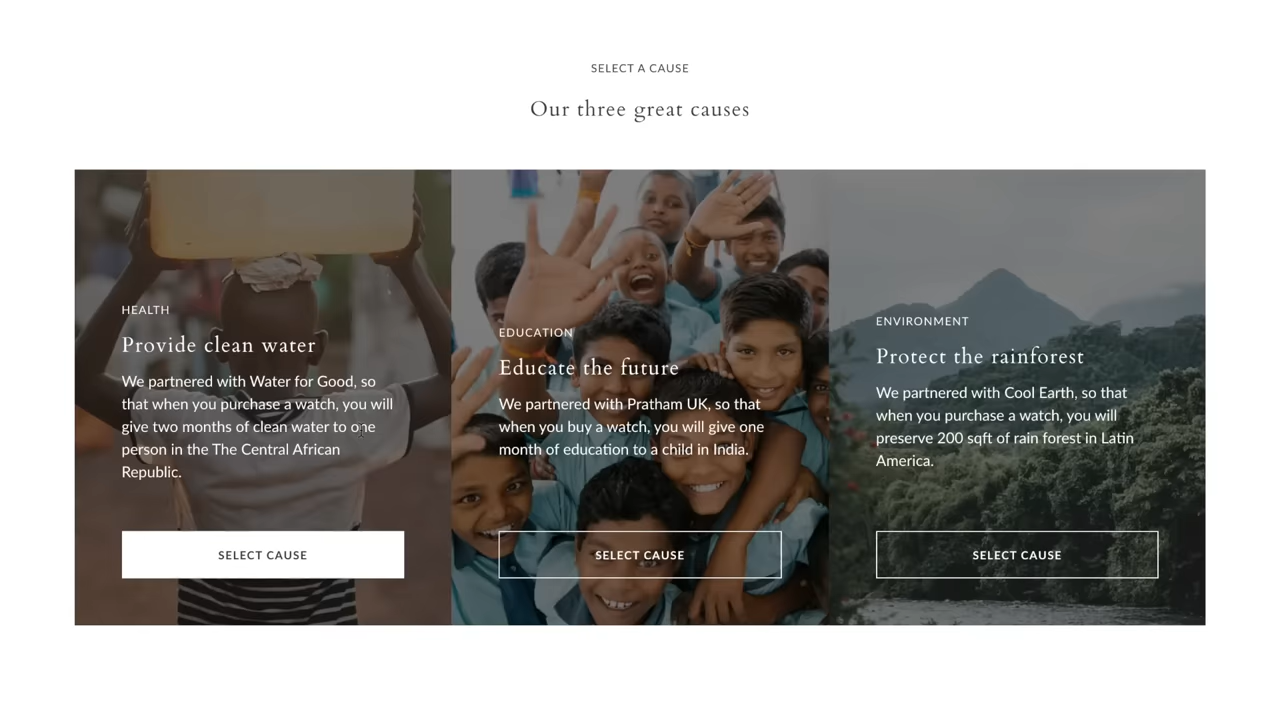 SELECT A CAUSE
Our three great causes
HEALTH
Provide clean water
We partnered with Water for Good, so
that when you purchase a watch, you will
give two months of clean water to one
person in the The Central African
Republic.
SELECT CAUSE
EDUCATION
Educate the future
We partnered with Pratham UK, so that
when you buy a watch, you will give one
month of education to a child in India.
SELECT CAUSE
ENVIRONMENT
Protect the rainforest
We partnered with Cool Earth, so that
when you purchase a watch, you will
preserve 200 sqft of rain forest in Latin
America.
SELECT CAUSE